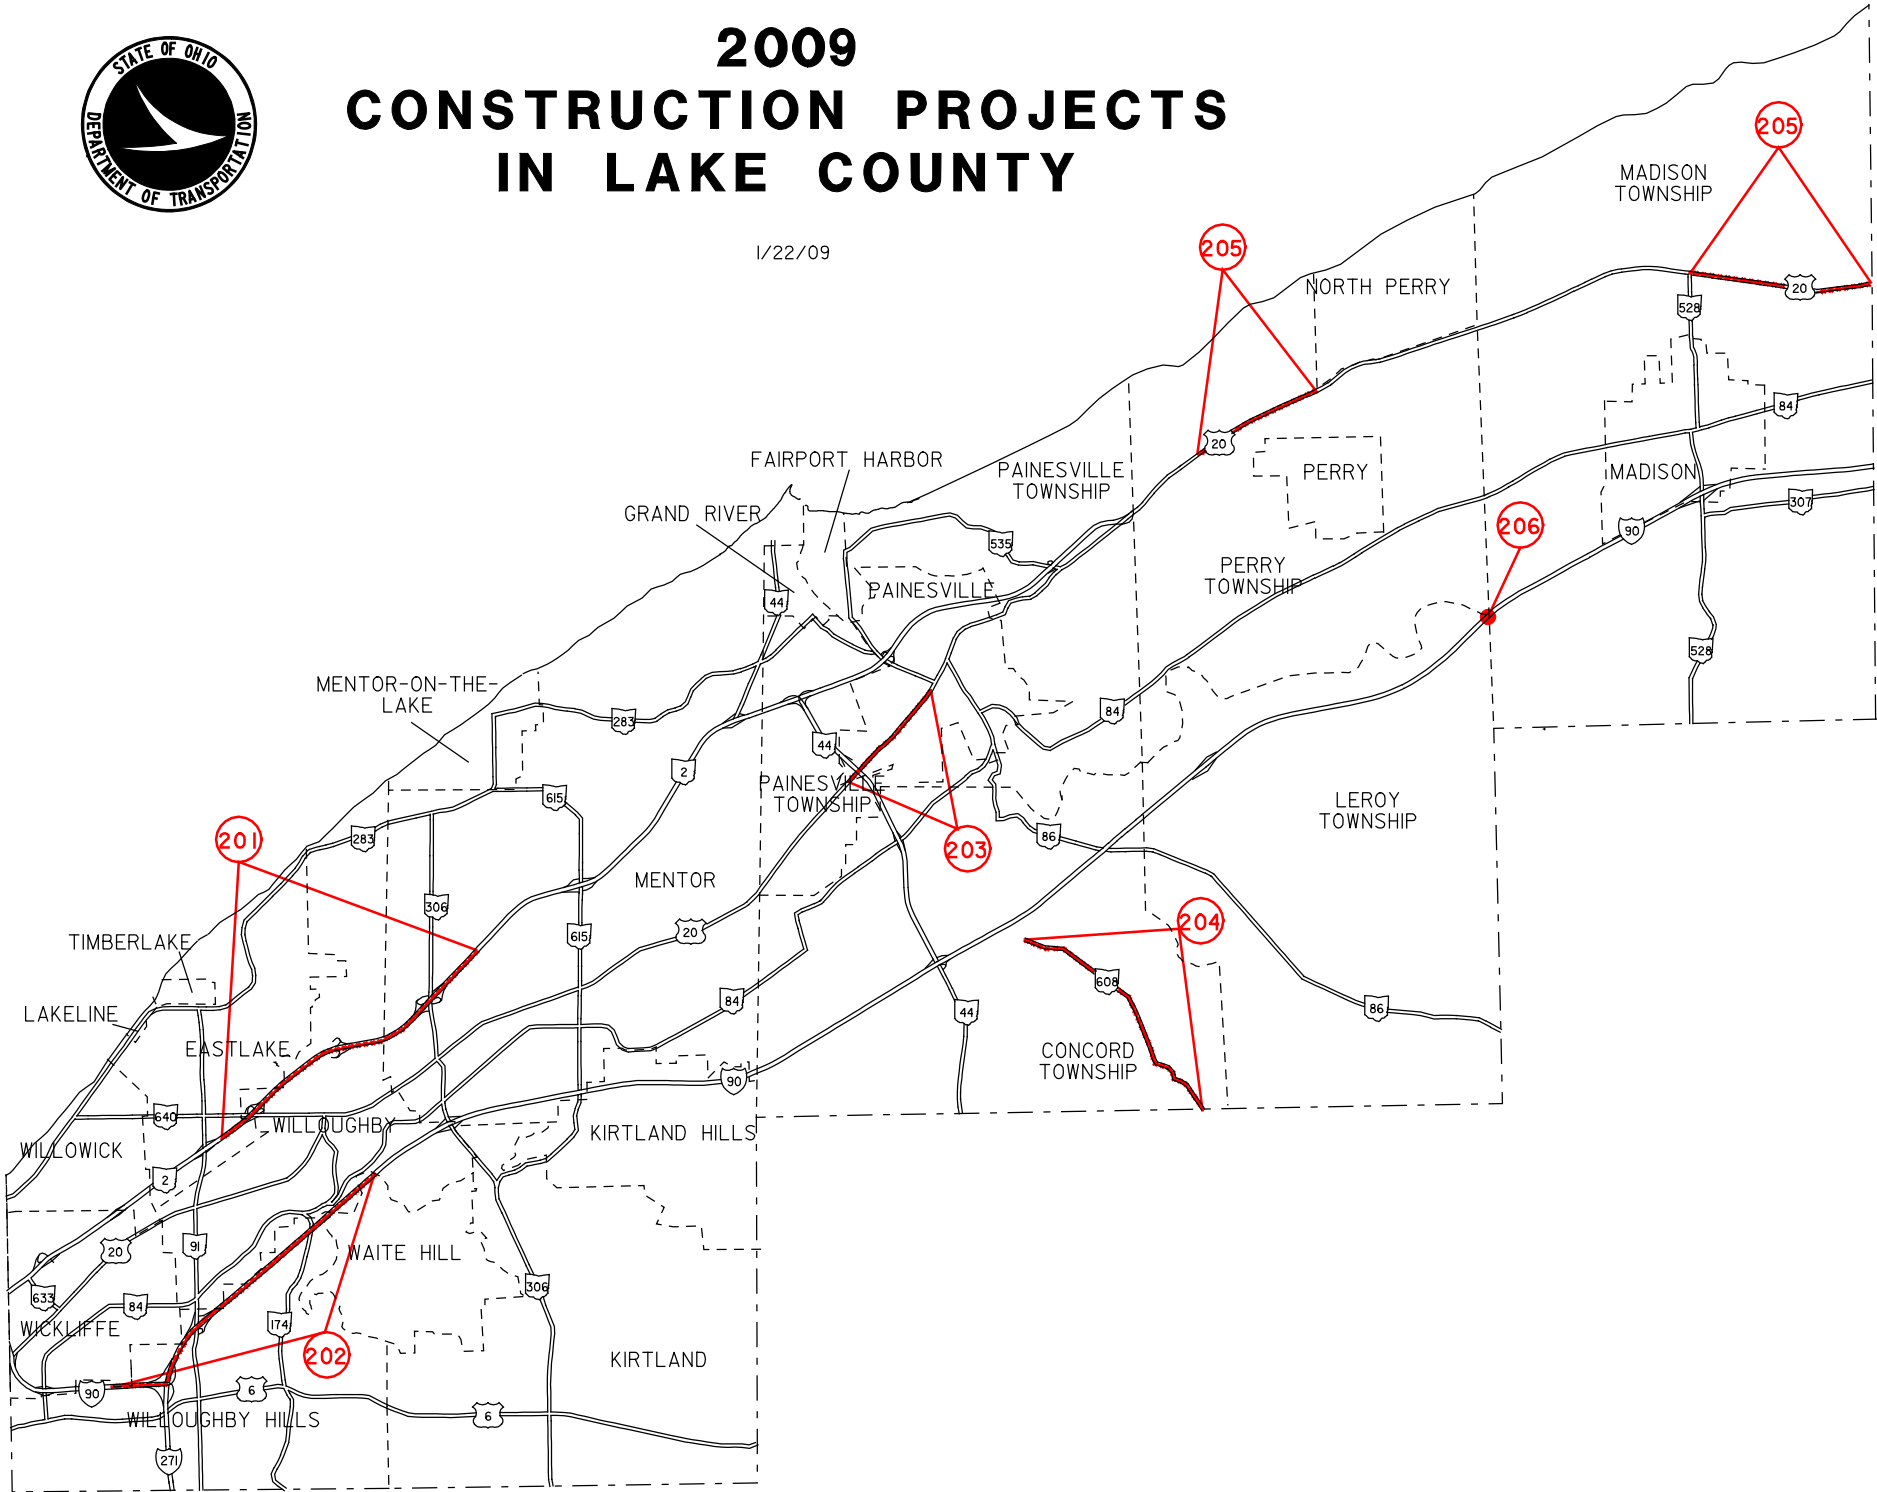 2009
CONSTRUCTION PROJECTS
IN LAKE COUNTY
STATE OF OHIO
DEPARTMENT OF TRANSPORTATION
1/22/09
205
MADISON
TOWNSHIP
205
NORTH PERRY
20
528
84
20
FAIRPORT HARBOR
PAINESVILLE
TOWNSHIP
PERRY
MADISON
307
GRAND RIVER
206
90
535
PERRY
TOWNSHIP
PAINESVILLE
44
528
MENTOR-ON-THE-
LAKE
283
84
44
2
PAINESVILLE
TOWNSHIP
615
LEROY
TOWNSHIP
201
283
86
203
MENTOR
306
204
20
615
TIMBERLAKE
608
84
86
LAKELINE
44
EASTLAKE
CONCORD
TOWNSHIP
90
640
WILLOUGHBY
KIRTLAND HILLS
WILLOWICK
2
91
20
WAITE HILL
306
633
84
174
WICKLIFFE
202
KIRTLAND
90
6
6
WILLOUGHBY HILLS
271